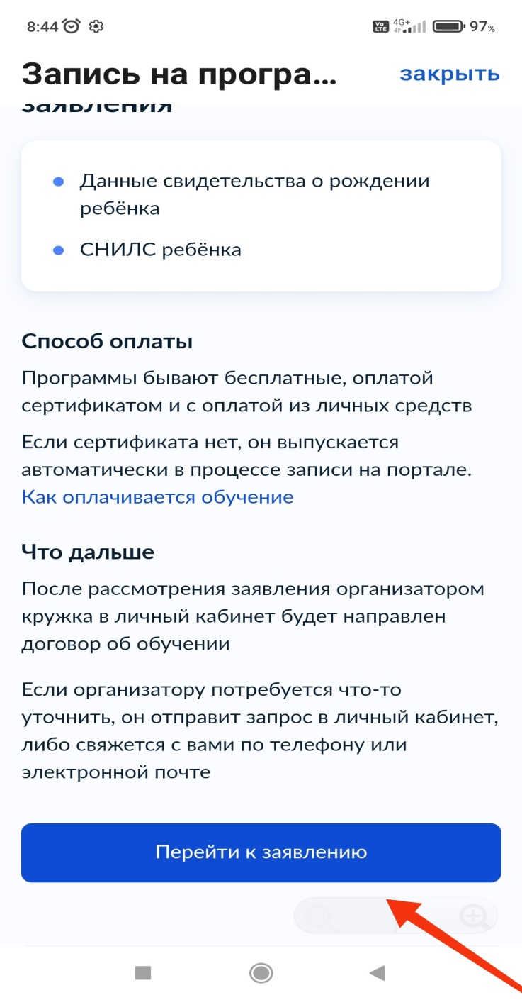 8:44
Vo
LTE
4G+
97%
Запись на програ...
закрыть
заявления
Данные свидетельства о рождении
ребёнка
СНИЛС ребёнка
Способ оплаты
Программы бывают бесплатные, оплатой
сертификатом и с оплатой из личных средств
Если сертификата нет, он выпускается
автоматически в процессе записи на портале.
Как оплачивается обучение
Что дальше
После рассмотрения заявления организатором
кружка в личный кабинет будет направлен
договор об обучении
Если организатору потребуется что-то
уточнить, он отправит запрос в личный кабинет,
либо свяжется с вами по телефону или
электронной почте
Перейти к заявлению